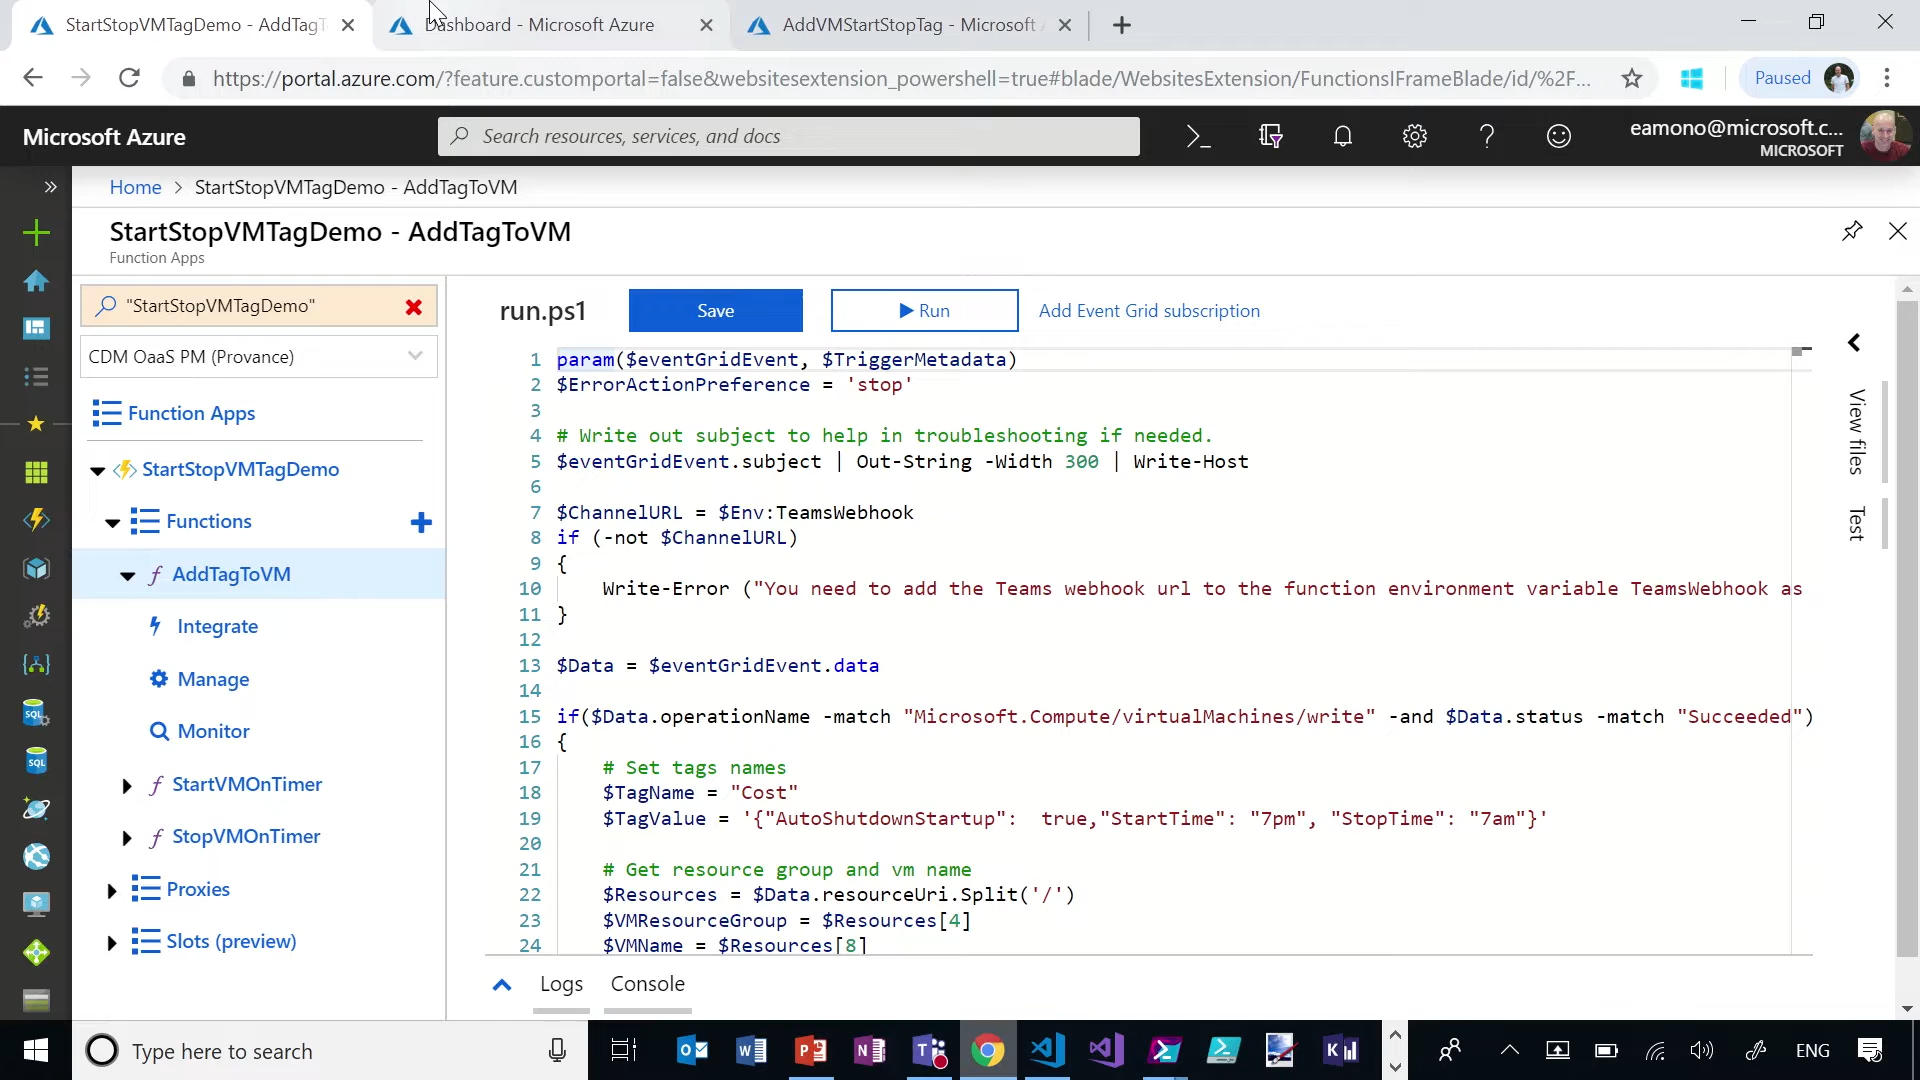 StartStopVMTagDemo - AddTagT
Dashboard - Microsoft Azure
AddVMStartStopTag - Microsoft
https://portal.azure.com/?feature.customportal=false&websitesextension_powershell=true#blade/WebsitesExtension/FunctionsIFrameBlade/id/%2F...
Paused
Microsoft Azure
Search resources, services, and docs
eamono@microsoft.c...
MICROSOFT
Home > StartStopVMTagDemo - AddTagToVM
StartStopVMTagDemo - AddTagToVM
Function Apps
"StartStopVMTagDemo"
CDM OaaS PM (Provance)
Function Apps
StartStopVMTagDemo
Functions
AddTagToVM
Integrate
Manage
Monitor
StartVMOnTimer
StopVMOnTimer
Proxies
Slots (preview)
run.ps1
Save
Run
Add Event Grid subscription
1 param($eventGridEvent, $TriggerMetadata)
2 $ErrorActionPreference = 'stop'
3
4 # Write out subject to help in troubleshooting if needed.
5 $eventGridEvent.subject | Out-String -Width 300 | Write-Host
6
7 $ChannelURL = $Env:TeamsWebhook
8 if (-not $ChannelURL)
9 {
10 Write-Error ("You need to add the Teams webhook url to the function environment variable TeamsWebhook as
11 }
12
13 $Data = $eventGridEvent.data
14
15 if($Data.operationName -match "Microsoft.Compute/virtualMachines/write" -and $Data.status -match "Succeeded")
16 {
17 # Set tags names
18 $TagName = "Cost"
19 $TagValue = '{"AutoShutdownStartup":  true,"StartTime": "7pm", "StopTime": "7am"}'
20
21 # Get resource group and vm name
22 $Resources = $Data.resourceUri.Split('/')
23 $VMResourceGroup = $Resources[4]
24 $VMName = $Resources[8]
View files
Test
Logs
Console
Type here to search
ENG